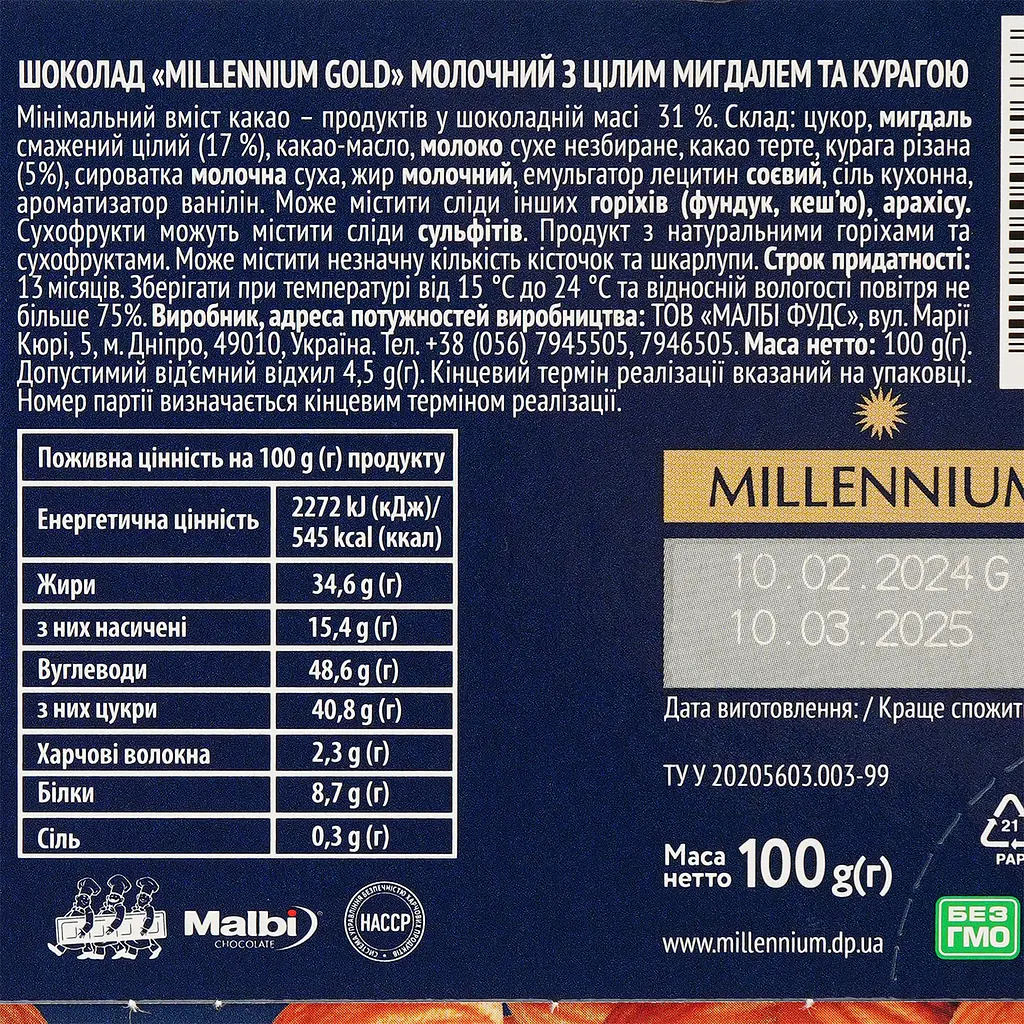 ШОКОЛАД «MILLENNIUM GOLD» МОЛОЧНИЙ З ЦІЛИМ МИГДАЛЕМ ТА КУРАГОЮ
Мінімальний вміст какао – продуктів у шоколадній масі 31 %. Склад: цукор, мигдаль
смажений цілий (17 %), какао-масло, молоко сухе незбиране, какао терте, курага різана
(5%), сироватка молочна суха, жир молочний, емульгатор лецитин соєвий, сіль кухонна,
ароматизатор ванілін. Може містити сліди інших горіхів (фундук, кеш'ю), арахісу.
Сухофрукти можуть містити сліди сульфітів. Продукт з натуральними горіхами та
сухофруктами. Може містити незначну кількість кісточок та шкарлупи. Строк придатності:
13 місяців. Зберігати при температурі від 15 °С до 24 °С та відносній вологості повітря не
більше 75%. Виробник, адреса потужностей виробництва: ТОВ «МАЛБІ ФУДС», вул. Марії
Кюрі, 5, м. Дніпро, 49010, Україна. Тел. +38 (056) 7945505, 7946505. Маса нетто: 100 g(г).
Допустимий від'ємний відхил 4,5 g(г). Кінцевий термін реалізації вказаний на упаковці.
Номер партії визначається кінцевим терміном реалізації.
Поживна цінність на 100 g (г) продукту
Енергетична цінність 2272 kJ (кДж)/
545 kcal (ккал)
Жири 34,6 g (г)
з них насичені 15,4 g (г)
Вуглеводи 48,6 g (г)
з них цукри 40,8 g (г)
Харчові волокна 2,3 g (г)
Білки 8,7 g (г)
Сіль 0,3 g (г)
MILLENNIUM
10.02.2024 G
10.03.2025
Дата виготовлення: / Краще спожит
ТУ У 20205603.003-99
21
PAP
Маса
нетто 100 g(г)
www.millennium.dp.ua
БЕЗ
ГМО
Malbi
CHOCOLATE
СИСТЕМА УПРАВЛІННЯ БЕЗПЕЧНІСТЮ ХАРЧОВИХ ПРОДУКТІВ
HACCP